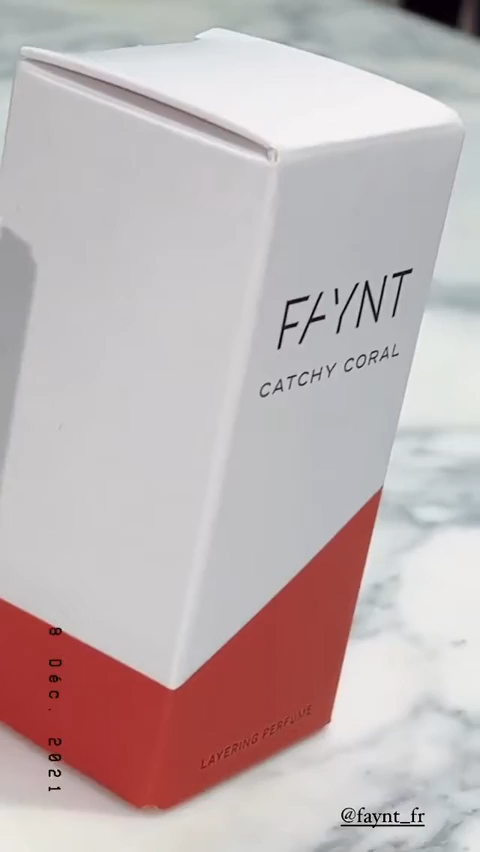 FAYNT
CATCHY CORAL
LAYERING PERFUME
8 Déc. 2021
@faynt_fr